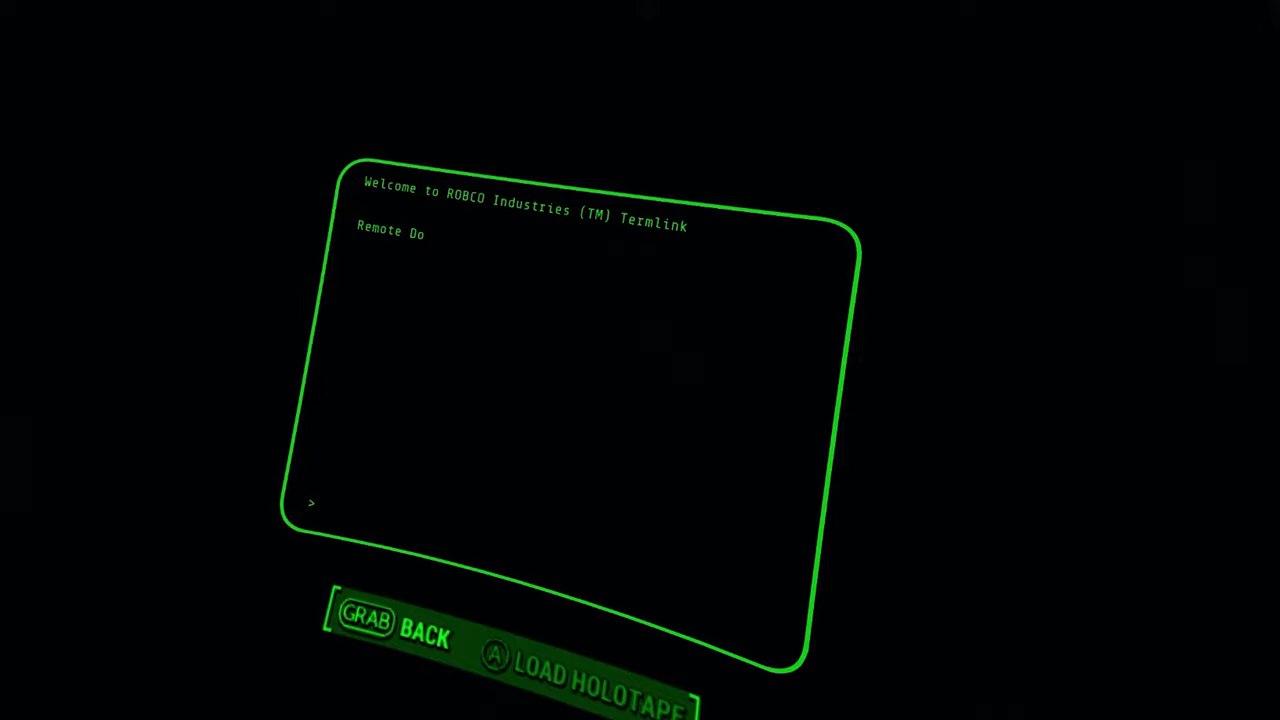 Welcome to ROBCO Industries (TM) Termlink
Remote Do
>
GRAB BACK A LOAD HOLOTAPE